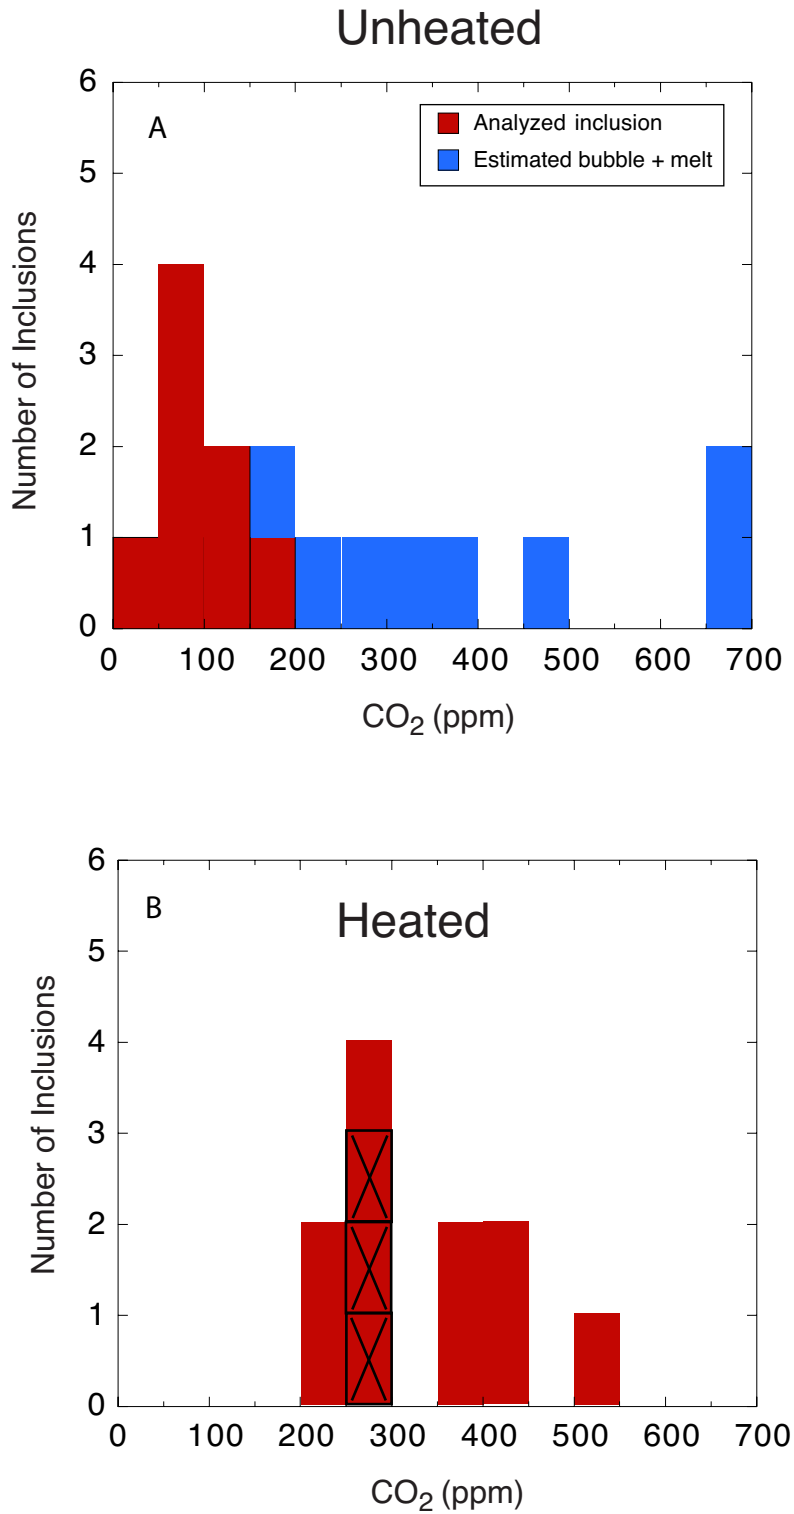 Unheated
6
A
Analyzed inclusion
Estimated bubble + melt
5
4
3
2
1
0
Number of Inclusions
0 100 200 300 400 500 600 700
CO2 (ppm)
6
B
Heated
5
4
3
2
1
0
Number of Inclusions
0 100 200 300 400 500 600 700
CO2 (ppm)